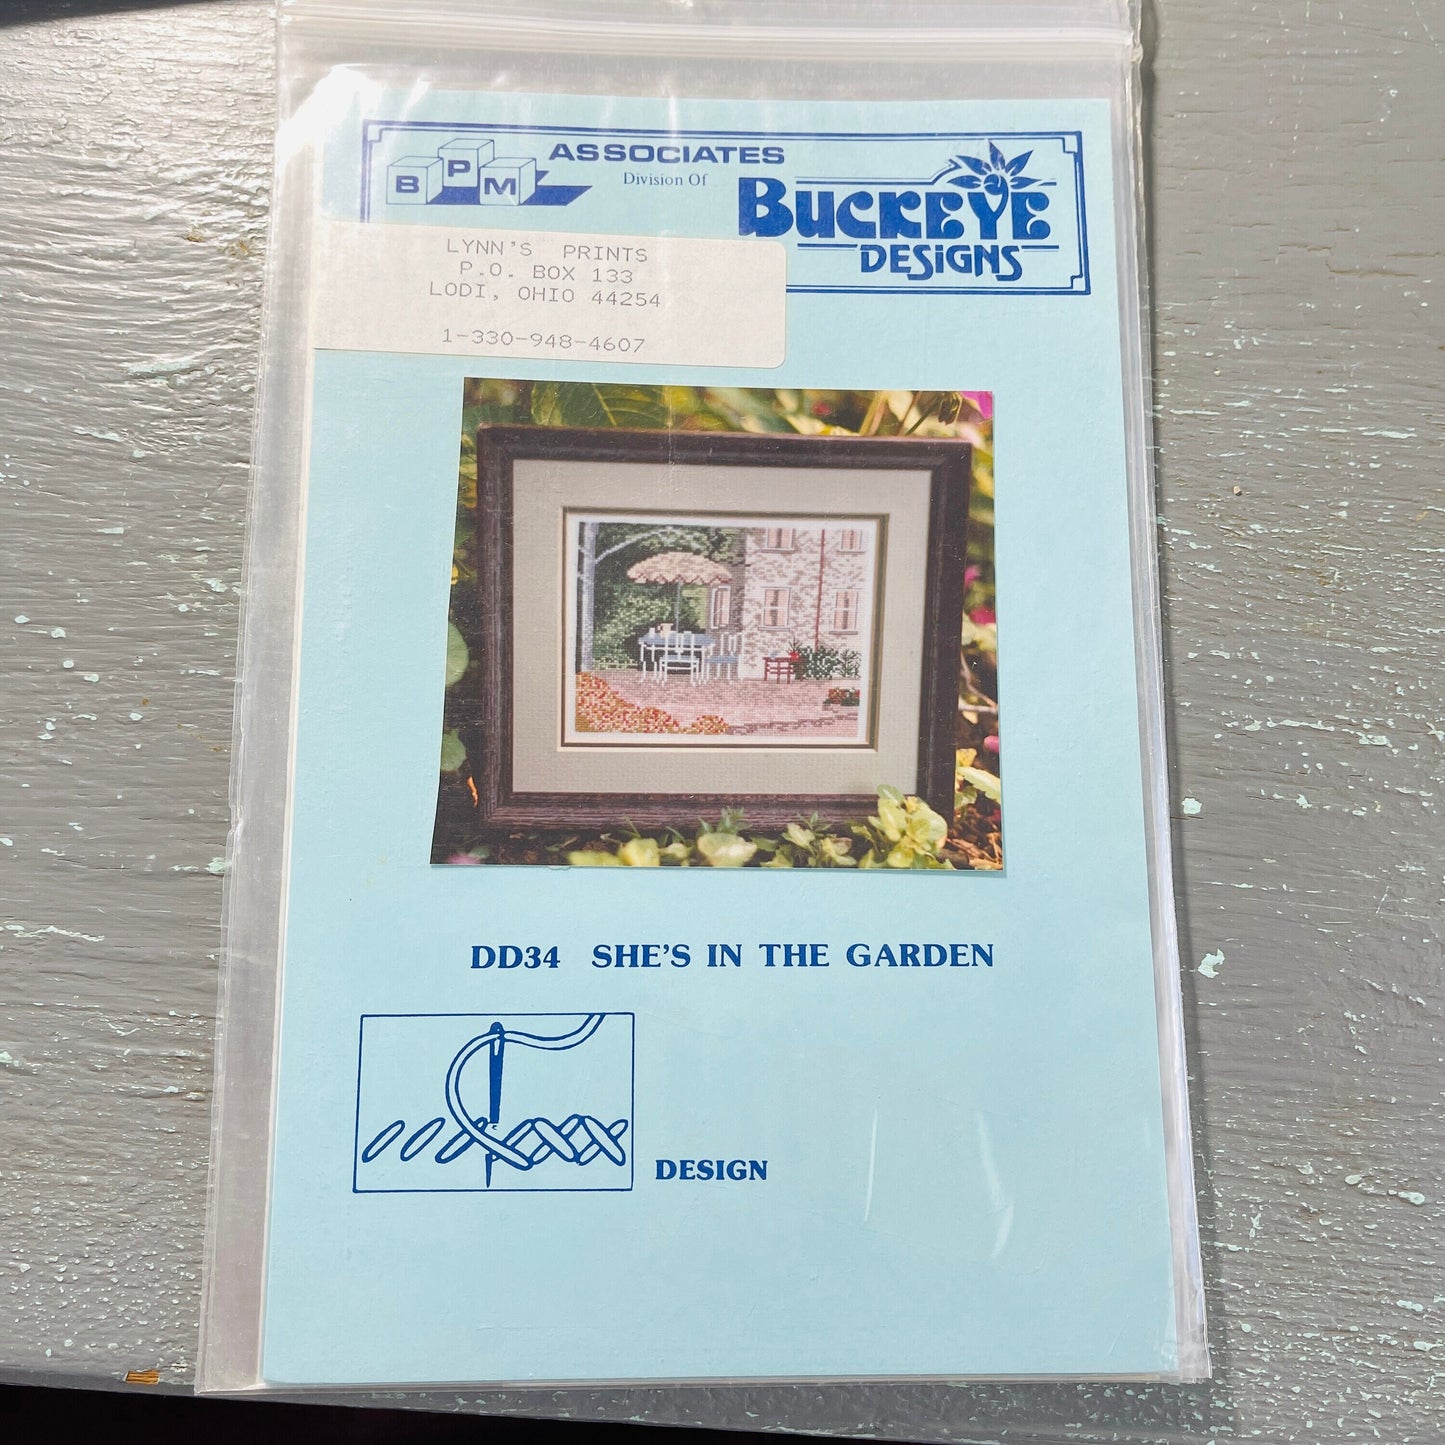 BPM ASSOCIATES
Division Of
BUCKEYE
DESIGNS
LYNN'S PRINTS
P.O. BOX 133
LODI, OHIO 44254
1-330-948-4607
DD34 SHE'S IN THE GARDEN
DESIGN